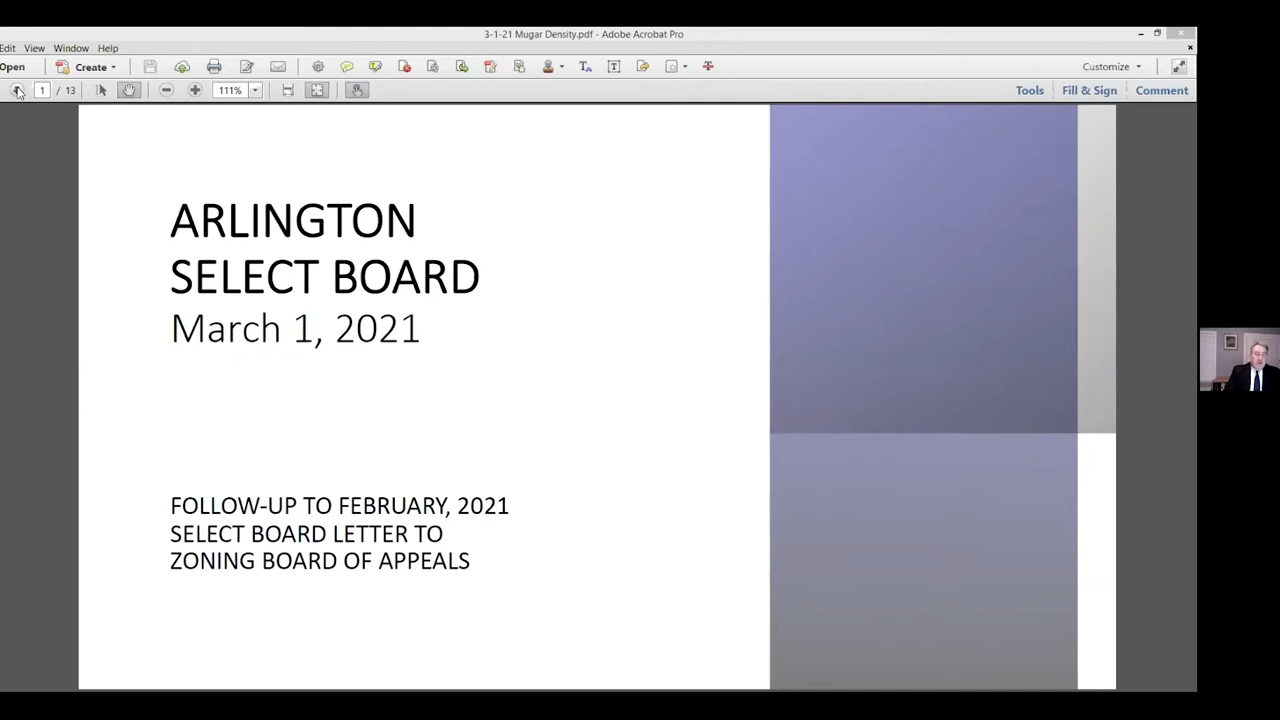 3-1-21 Mugar Density.pdf - Adobe Acrobat Pro
Edit View Window Help
Open Create Customize
1 / 13 111% Tools Fill & Sign Comment
ARLINGTON
SELECT BOARD
March 1, 2021
FOLLOW-UP TO FEBRUARY, 2021
SELECT BOARD LETTER TO
ZONING BOARD OF APPEALS